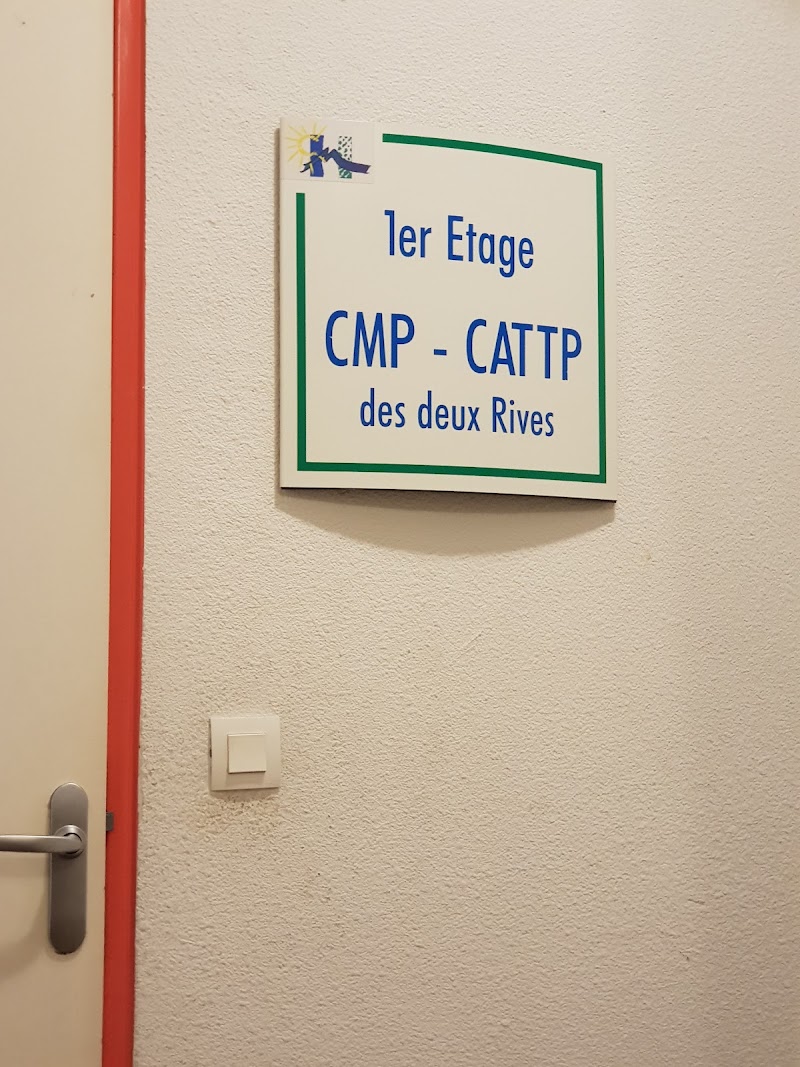 1er Etage
CMP - CATTP
des deux Rives